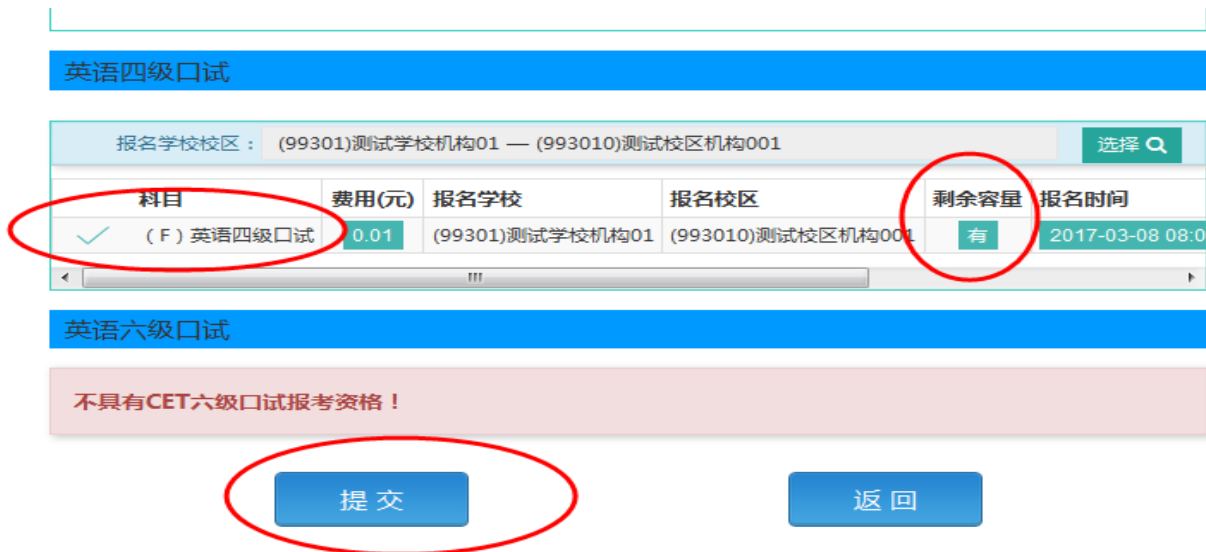 英语四级口试
报名学校校区： (99301)测试学校机构01 — (993010)测试校区机构001 选择
科目 费用(元) 报名学校 报名校区 剩余容量 报名时间
（F）英语四级口试 0.01 (99301)测试学校机构01 (993010)测试校区机构001 有 2017-03-08 08:0
英语六级口试
不具有CET六级口试报考资格！
提 交 返 回